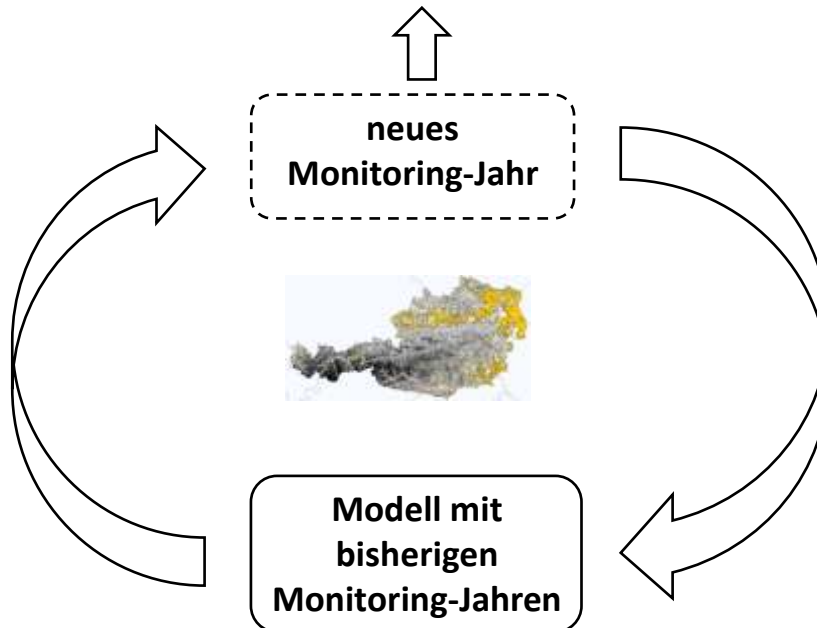 neues
Monitoring-Jahr
Modell mit
bisherigen
Monitoring-Jahren